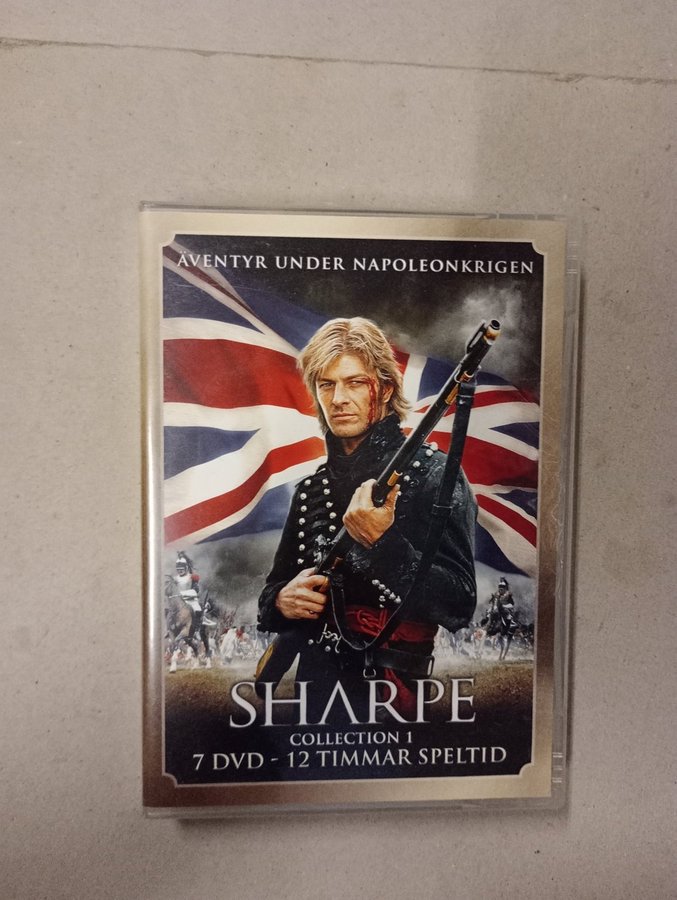 ÄVENTYR UNDER NAPOLEONKRIGEN
SHARPE
COLLECTION 1
7 DVD - 12 TIMMAR SPELTID